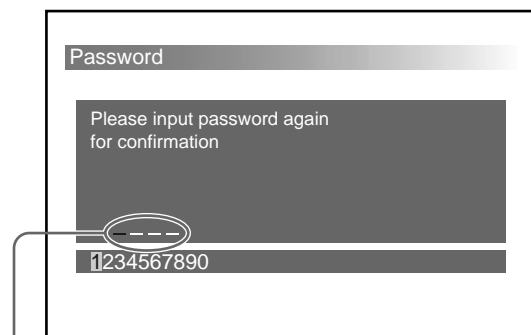 Password
Please input password again
for confirmation
_ _ _ _
1234567890